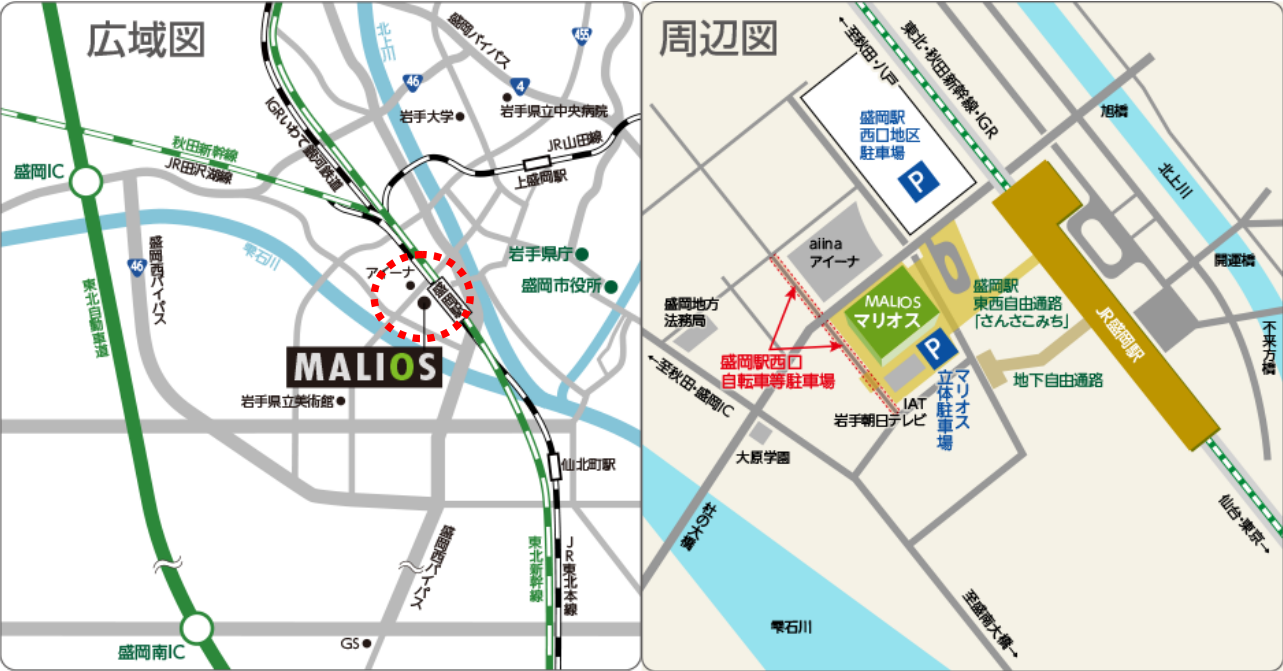 広域図
北上川
盛岡バイパス
455
46
4
岩手大学
岩手県立中央病院
IGRいわて銀河鉄道
JR山田線
上盛岡駅
秋田新幹線
JR田沢湖線
盛岡IC
46
盛岡西バイパス
雫石川
岩手県庁
盛岡市役所
アイーナ
盛岡駅
東北自動車道
MALIOS
岩手県立美術館
仙北町駅
盛岡西バイパス
東北新幹線
JR東北本線
GS
盛岡南IC
周辺図
←至秋田・八戸
東北・秋田新幹線・IGR
旭橋
盛岡駅
西口地区
駐車場
P
北上川
aiina
アイーナ
開運橋
盛岡地方
法務局
MALIOS
マリオス
盛岡駅
東西自由通路
「さんさこみち」
JR盛岡駅
不来方橋
P
盛岡駅西口
自転車等駐車場
地下自由通路
マリオス
立体駐車場
←至秋田・盛岡IC
IAT
岩手朝日テレビ
大原学園
杜の大橋
仙台・東京→
至盛南大橋→
雫石川